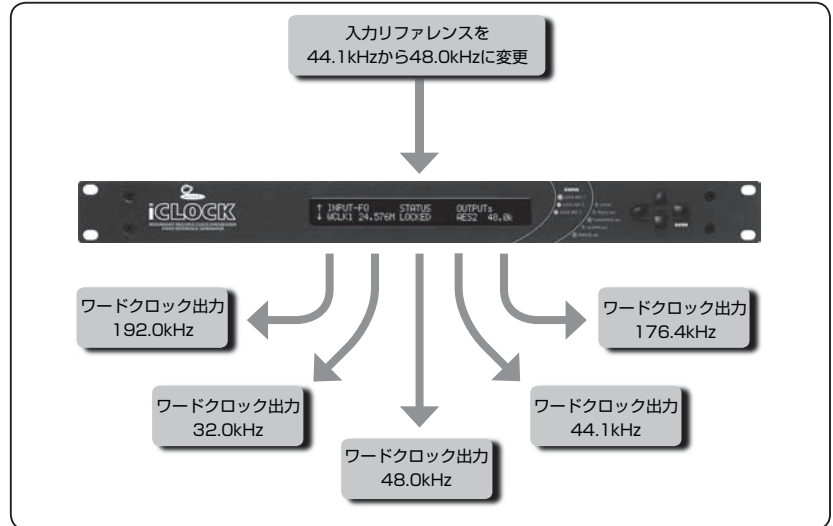 入力リファレンスを
44.1kHzから48.0kHzに変更
iCLOCK
↑ INPUT-FQ STATUS OUTPUTs
↓ WCLK1 24.576M LOCKED AES2 48.0k
ワードクロック出力
192.0kHz
ワードクロック出力
176.4kHz
ワードクロック出力
32.0kHz
ワードクロック出力
44.1kHz
ワードクロック出力
48.0kHz